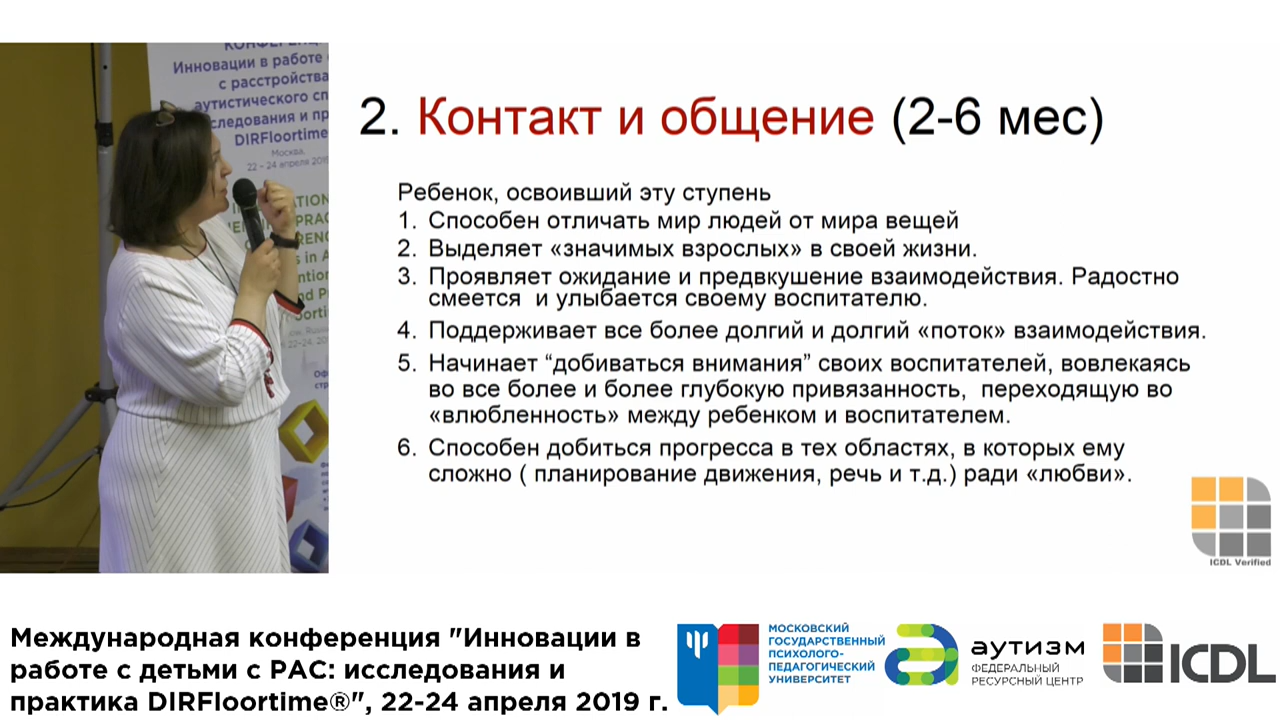 КОНФЕРЕНЦ
Инновации в работе
с расстройства
аутистического сп
следования и пр
DIRFloortime
Москва,
22 - 24 апреля 2019
2. Контакт и общение (2-6 мес)
Ребенок, освоивший эту ступень
1. Способен отличать мир людей от мира вещей
2. Выделяет «значимых взрослых» в своей жизни.
3. Проявляет ожидание и предвкушение взаимодействия. Радостно
смеется и улыбается своему воспитателю.
4. Поддерживает все более долгий и долгий «поток» взаимодействия.
5. Начинает “добиваться внимания” своих воспитателей, вовлекаясь
во все более и более глубокую привязанность, переходящую во
«влюбленность» между ребенком и воспитателем.
6. Способен добиться прогресса в тех областях, в которых ему
сложно ( планирование движения, речь и т.д.) ради «любви».
ICDL Verified
Международная конференция "Инновации в
работе с детьми с РАС: исследования и
практика DIRFloortime®", 22-24 апреля 2019 г.
МОСКОВСКИЙ
ГОСУДАРСТВЕННЫЙ
ПСИХОЛОГО-
ПЕДАГОГИЧЕСКИЙ
УНИВЕРСИТЕТ
аутизм
ФЕДЕРАЛЬНЫЙ
РЕСУРСНЫЙ ЦЕНТР
ICDL